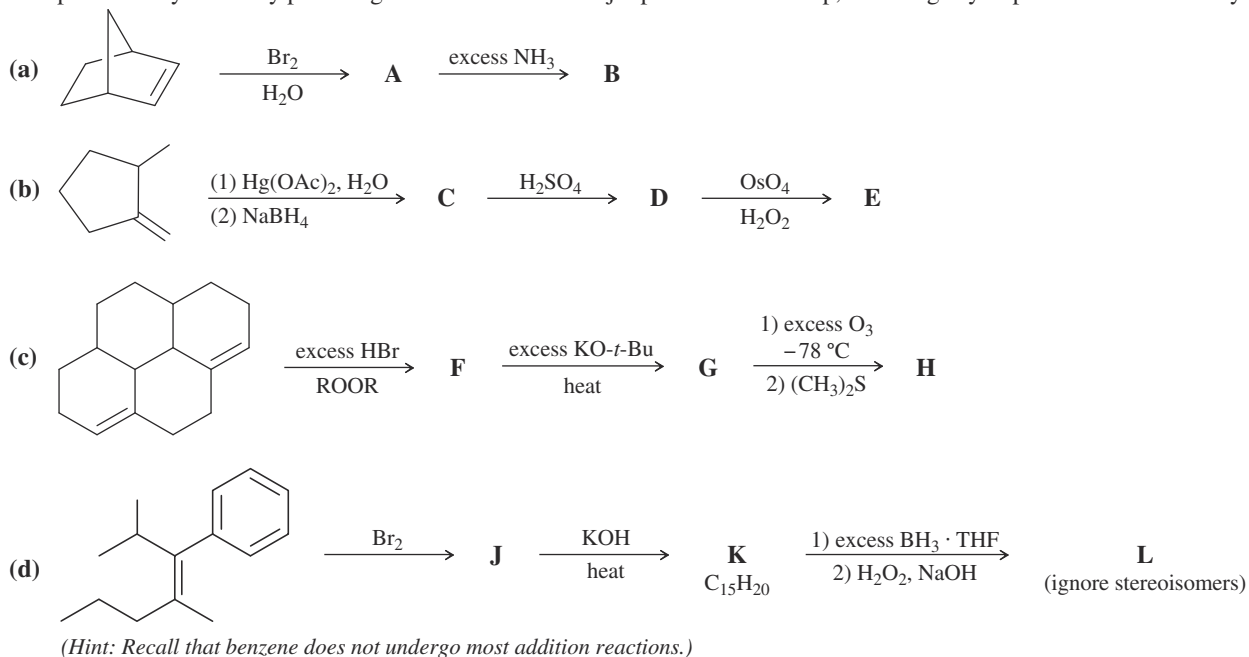 (a) Br₂ H₂O A excess NH₃ B
(b) (1) Hg(OAc)₂, H₂O (2) NaBH₄ C H₂SO₄ D OsO₄ H₂O₂ E
(c) excess HBr ROOR F excess KO-t-Bu heat G 1) excess O₃ −78 °C 2) (CH₃)₂S H
(d) Br₂ J KOH heat K C₁₅H₂₀ 1) excess BH₃ · THF 2) H₂O₂, NaOH L (ignore stereoisomers)
(Hint: Recall that benzene does not undergo most addition reactions.)